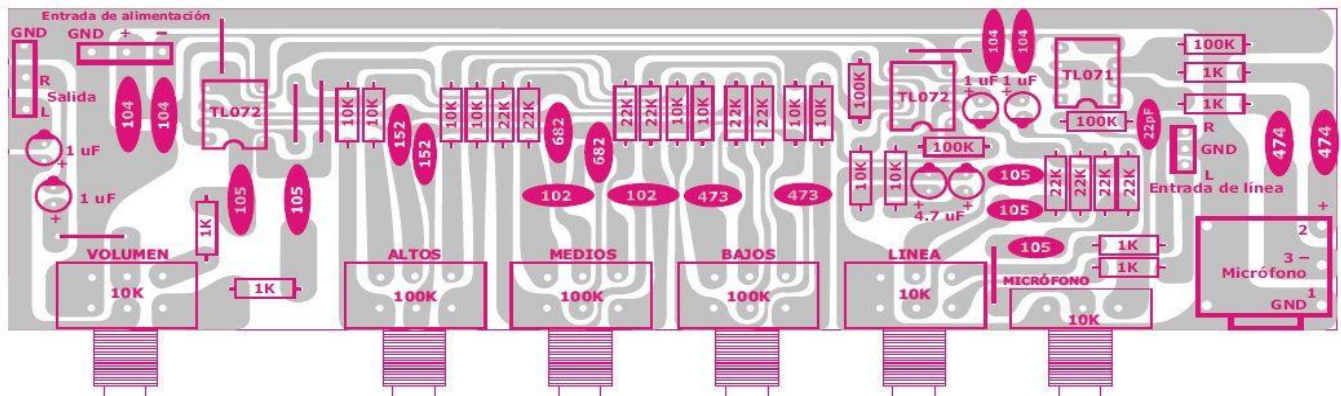 Entrada de alimentación
GND
GND + −
R
Salida
L
104
104
TL072
1 uF
+
1 uF
+
105
105
1K
1K
VOLUMEN
10K
10K
10K
152
152
10K
10K
22K
22K
ALTOS
100K
682
682
102
102
MEDIOS
100K
22K
22K
10K
10K
22K
22K
10K
10K
473
473
BAJOS
100K
100K
TL072
104
104
1 uF
1 uF
+
+
TL071
100K
100K
22pF
10K
10K
+
+
4.7 uF
105
105
105
22K
22K
22K
22K
LINEA
10K
1K
1K
MICRÓFONO
10K
100K
1K
1K
R
GND
L
Entrada de línea
474
474
+
2
3 −
Micrófono
1
GND